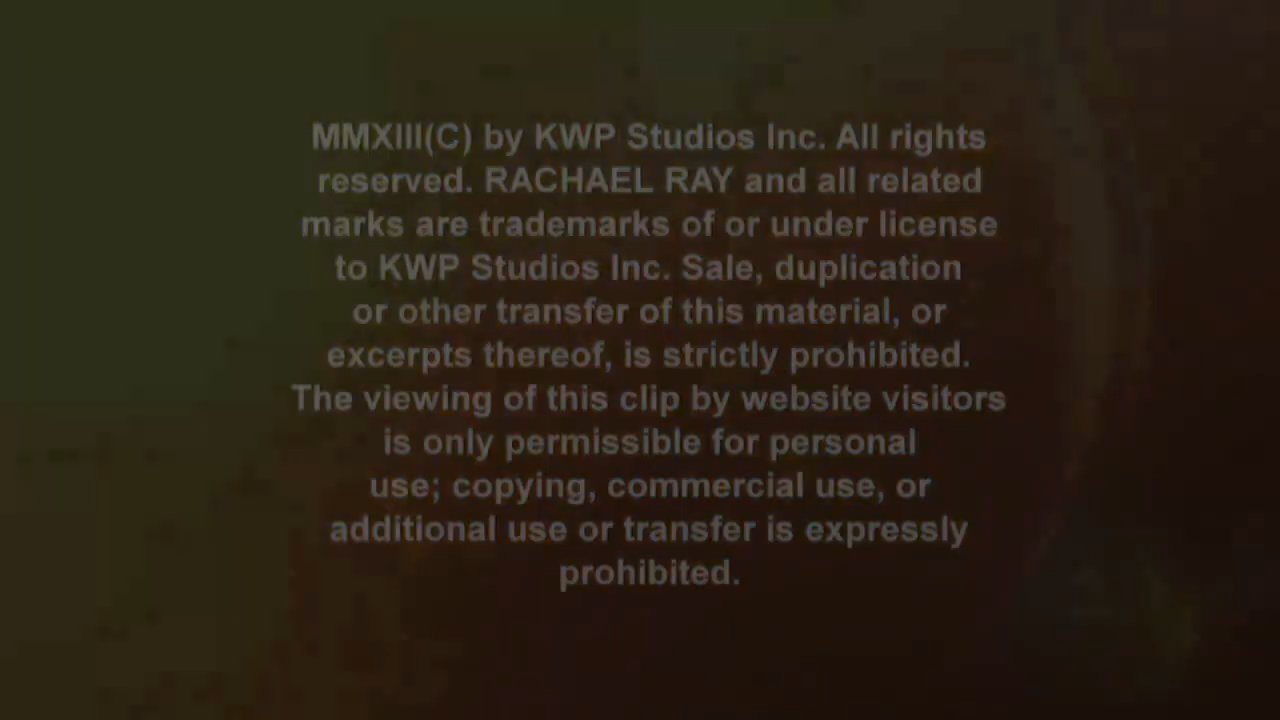 MMXIII(C) by KWP Studios Inc. All rights
reserved. RACHAEL RAY and all related
marks are trademarks of or under license
to KWP Studios Inc. Sale, duplication
or other transfer of this material, or
excerpts thereof, is strictly prohibited.
The viewing of this clip by website visitors
is only permissible for personal
use; copying, commercial use, or
additional use or transfer is expressly
prohibited.